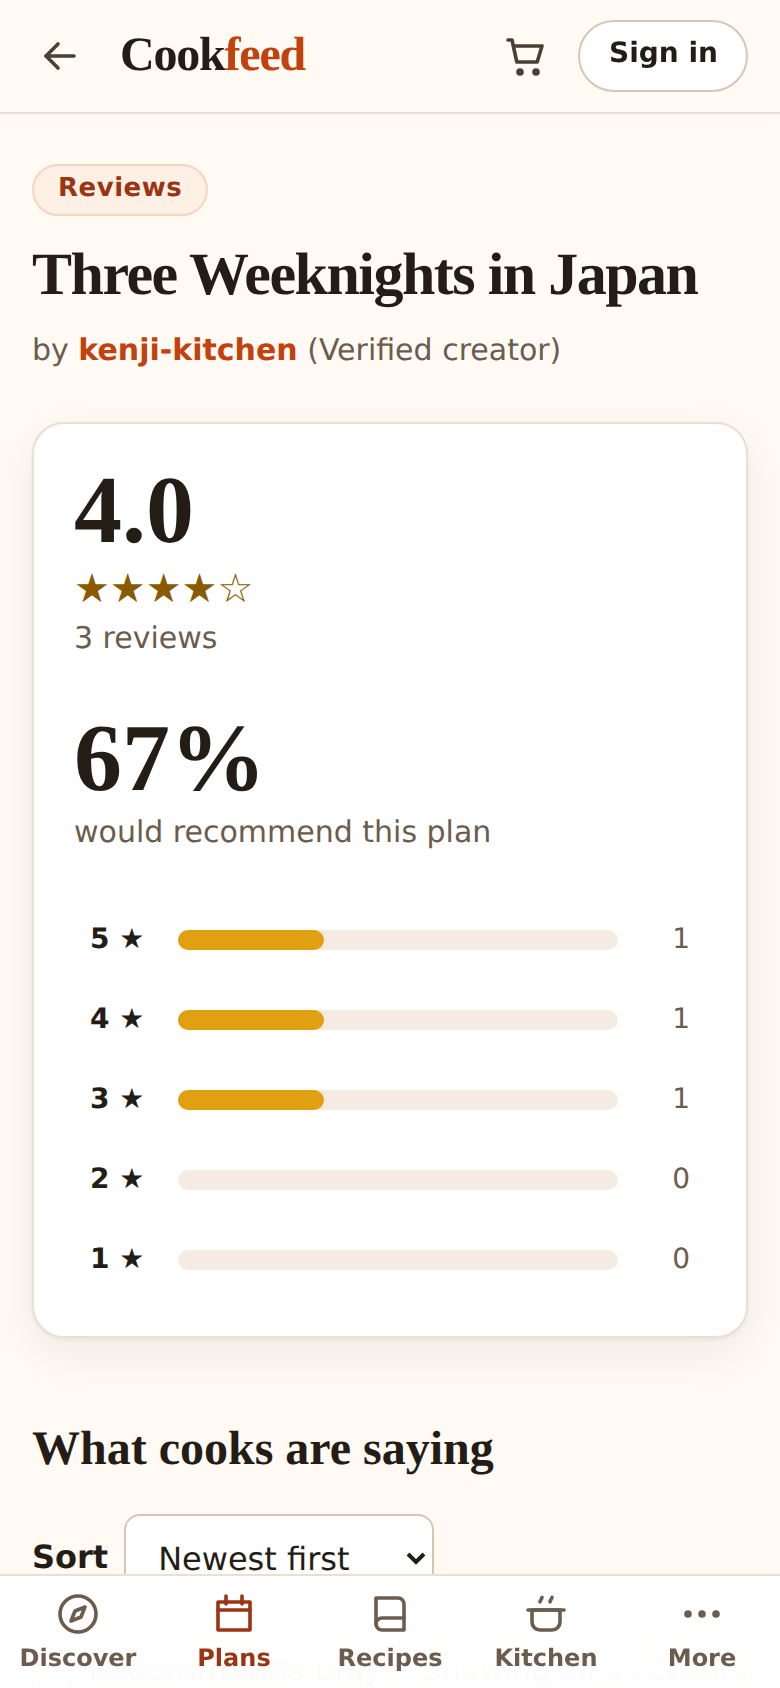 Cookfeed
Sign in
Reviews
Three Weeknights in Japan
by kenji-kitchen (Verified creator)
4.0
★★★★☆
3 reviews
67%
would recommend this plan
5 ★ 1
4 ★ 1
3 ★ 1
2 ★ 0
1 ★ 0
What cooks are saying
Sort Newest first
Discover Plans Recipes Kitchen More